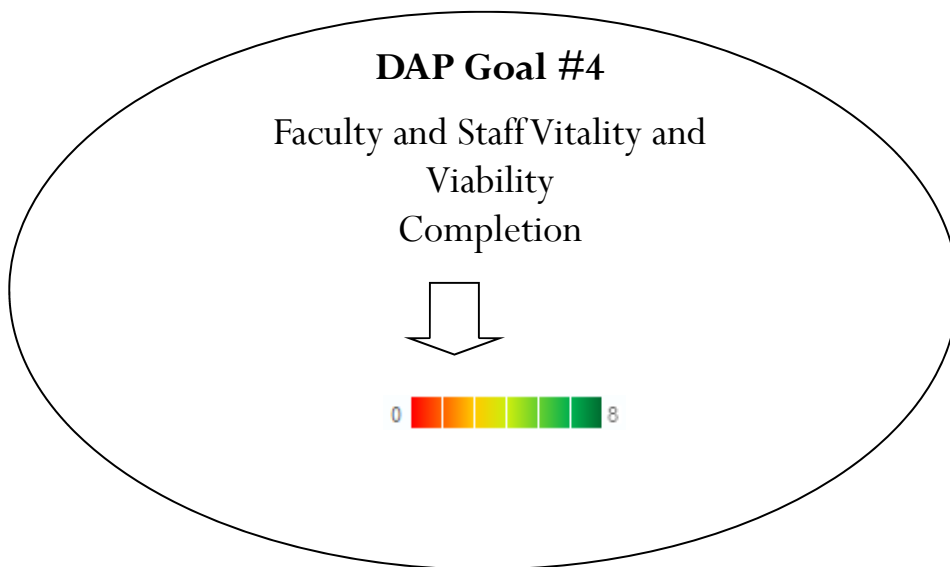 DAP Goal #4
Faculty and Staff Vitality and
Viability
Completion
0 8